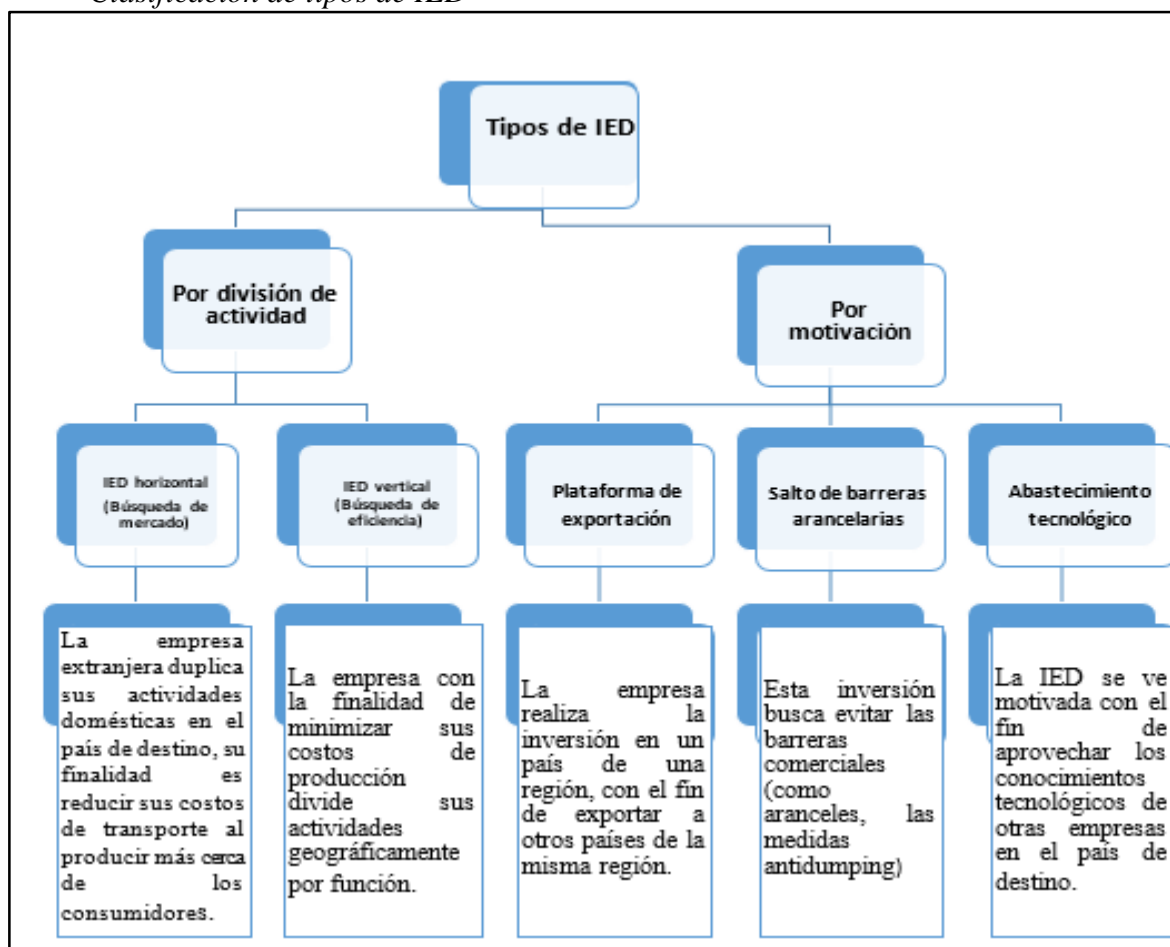 Clasificación de tipos de IED
Tipos de IED
Por división de
actividad
Por
motivación
IED horizontal
(Búsqueda de
mercado)
IED vertical
(Búsqueda de
eficiencia)
Plataforma de
exportación
Salto de barreras
arancelarias
Abastecimiento
tecnológico
La empresa
extranjera duplica
sus actividades
domésticas en el
país de destino, su
finalidad es
reducir sus costos
de transporte al
producir más cerca
de los
consumidores.
La empresa con
la finalidad de
minimizar sus
costos de
producción
divide sus
actividades
geográficamente
por función.
La empresa
realiza la
inversión en un
país de una
región, con el fin
de exportar a
otros países de la
misma región.
Esta inversión
busca evitar las
barreras
comerciales
(como
aranceles, las
medidas
antidumping)
La IED se ve
motivada con el
fin de
aprovechar los
conocimientos
tecnológicos de
otras empresas
en el país de
destino.